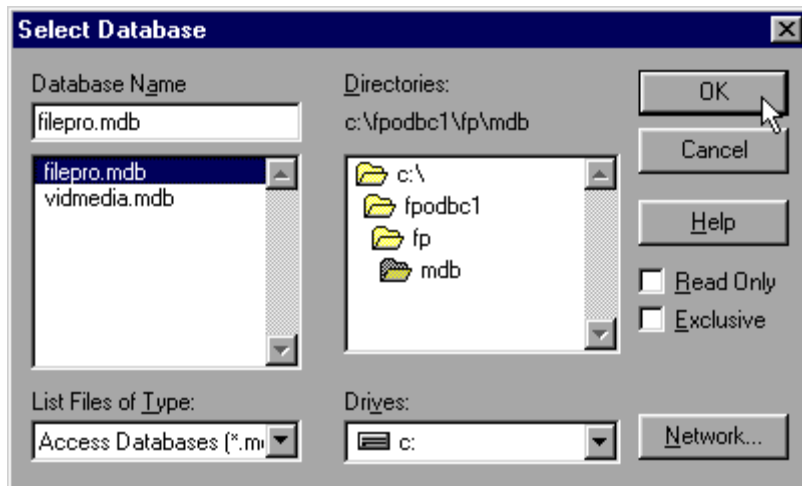 Select Database
Database Name
filepro.mdb
filepro.mdb
vidmedia.mdb
List Files of Type:
Access Databases (*.m
Directories:
c:\fpodbc1\fp\mdb
c:\
fpodbc1
fp
mdb
Drives:
c:
OK
Cancel
Help
Read Only
Exclusive
Network...